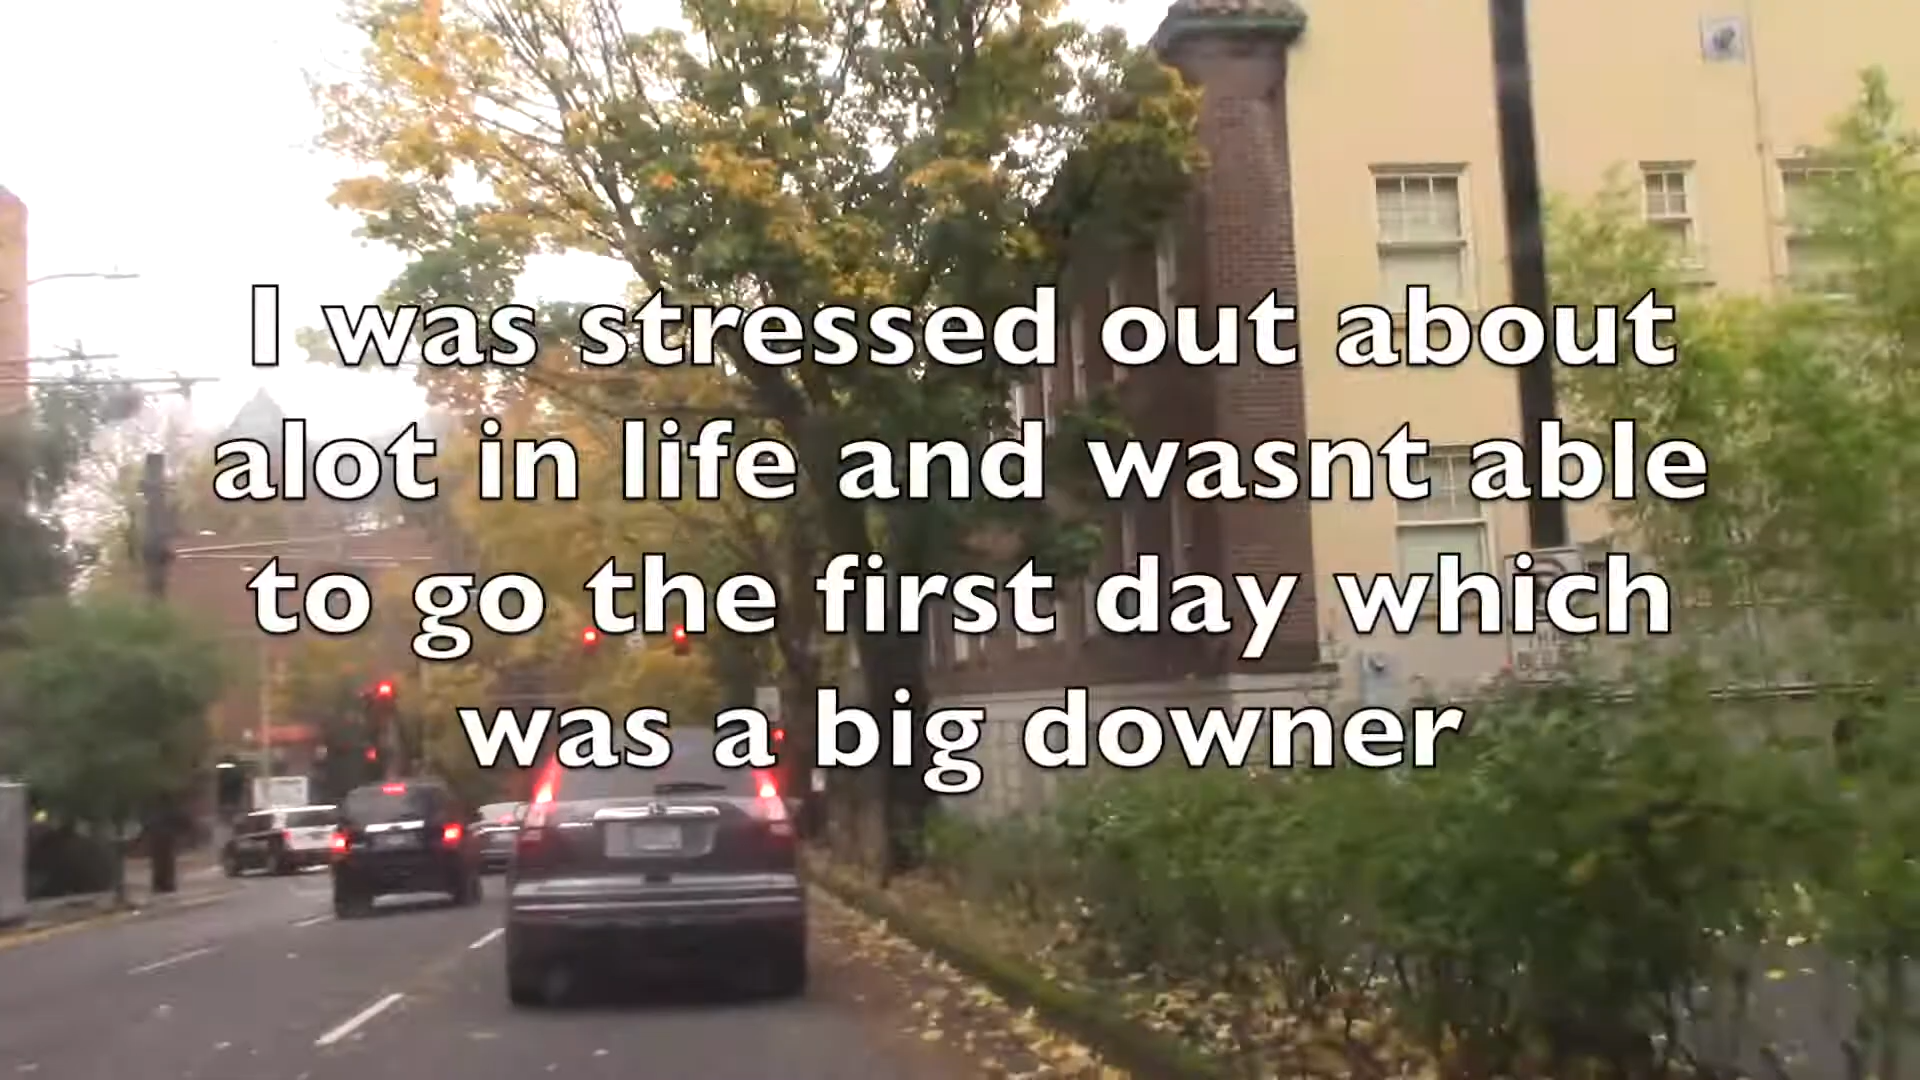 I was stressed out about
alot in life and wasnt able
to go the first day which
was a big downer